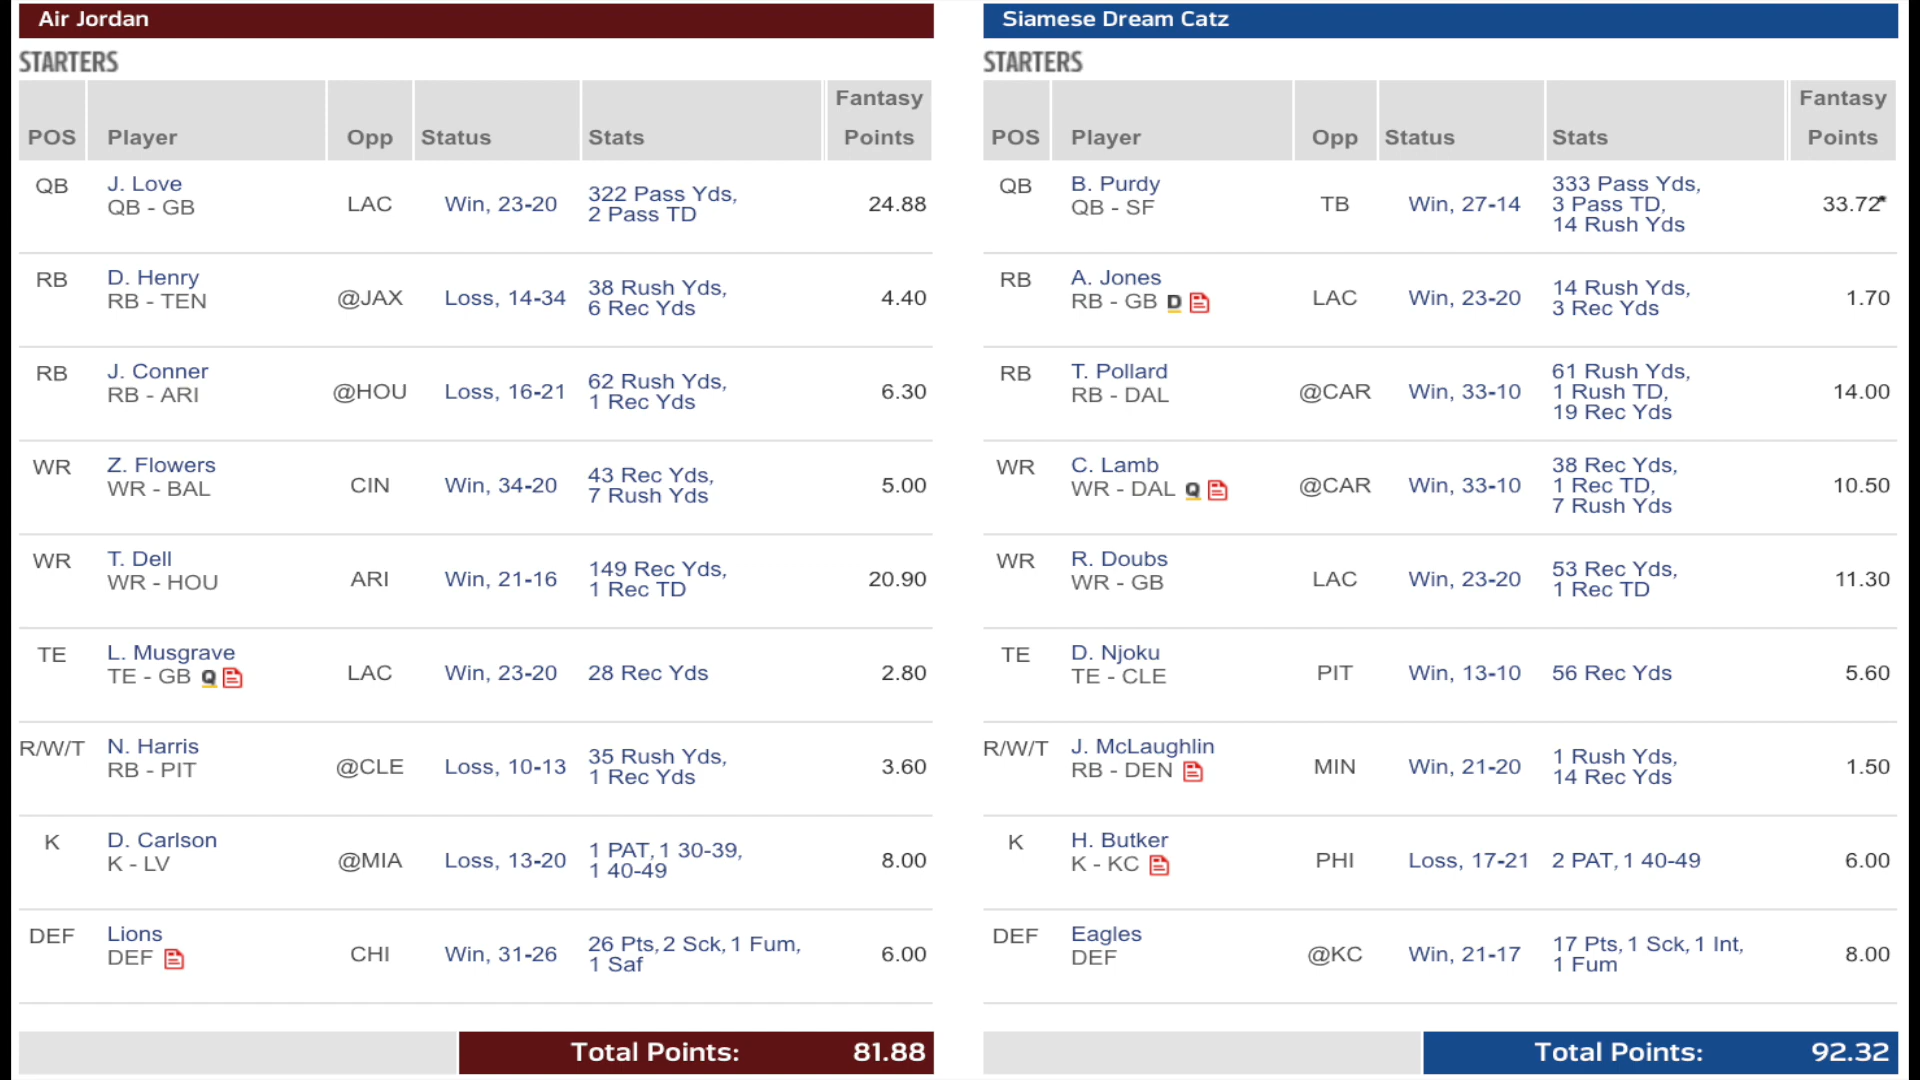 Air Jordan
STARTERS
POS Player Opp Status Stats Fantasy Points
QB J. Love QB - GB LAC Win, 23-20 322 Pass Yds, 2 Pass TD 24.88
RB D. Henry RB - TEN @JAX Loss, 14-34 38 Rush Yds, 6 Rec Yds 4.40
RB J. Conner RB - ARI @HOU Loss, 16-21 62 Rush Yds, 1 Rec Yds 6.30
WR Z. Flowers WR - BAL CIN Win, 34-20 43 Rec Yds, 7 Rush Yds 5.00
WR T. Dell WR - HOU ARI Win, 21-16 149 Rec Yds, 1 Rec TD 20.90
TE L. Musgrave TE - GB Q LAC Win, 23-20 28 Rec Yds 2.80
R/W/T N. Harris RB - PIT @CLE Loss, 10-13 35 Rush Yds, 1 Rec Yds 3.60
K D. Carlson K - LV @MIA Loss, 13-20 1 PAT, 1 30-39, 1 40-49 8.00
DEF Lions DEF CHI Win, 31-26 26 Pts, 2 Sck, 1 Fum, 1 Saf 6.00
Total Points: 81.88
Siamese Dream Catz
STARTERS
POS Player Opp Status Stats Fantasy Points
QB B. Purdy QB - SF TB Win, 27-14 333 Pass Yds, 3 Pass TD, 14 Rush Yds 33.72*
RB A. Jones RB - GB D LAC Win, 23-20 14 Rush Yds, 3 Rec Yds 1.70
RB T. Pollard RB - DAL @CAR Win, 33-10 61 Rush Yds, 1 Rush TD, 19 Rec Yds 14.00
WR C. Lamb WR - DAL Q @CAR Win, 33-10 38 Rec Yds, 1 Rec TD, 7 Rush Yds 10.50
WR R. Doubs WR - GB LAC Win, 23-20 53 Rec Yds, 1 Rec TD 11.30
TE D. Njoku TE - CLE PIT Win, 13-10 56 Rec Yds 5.60
R/W/T J. McLaughlin RB - DEN MIN Win, 21-20 1 Rush Yds, 14 Rec Yds 1.50
K H. Butker K - KC PHI Loss, 17-21 2 PAT, 1 40-49 6.00
DEF Eagles DEF @KC Win, 21-17 17 Pts, 1 Sck, 1 Int, 1 Fum 8.00
Total Points: 92.32